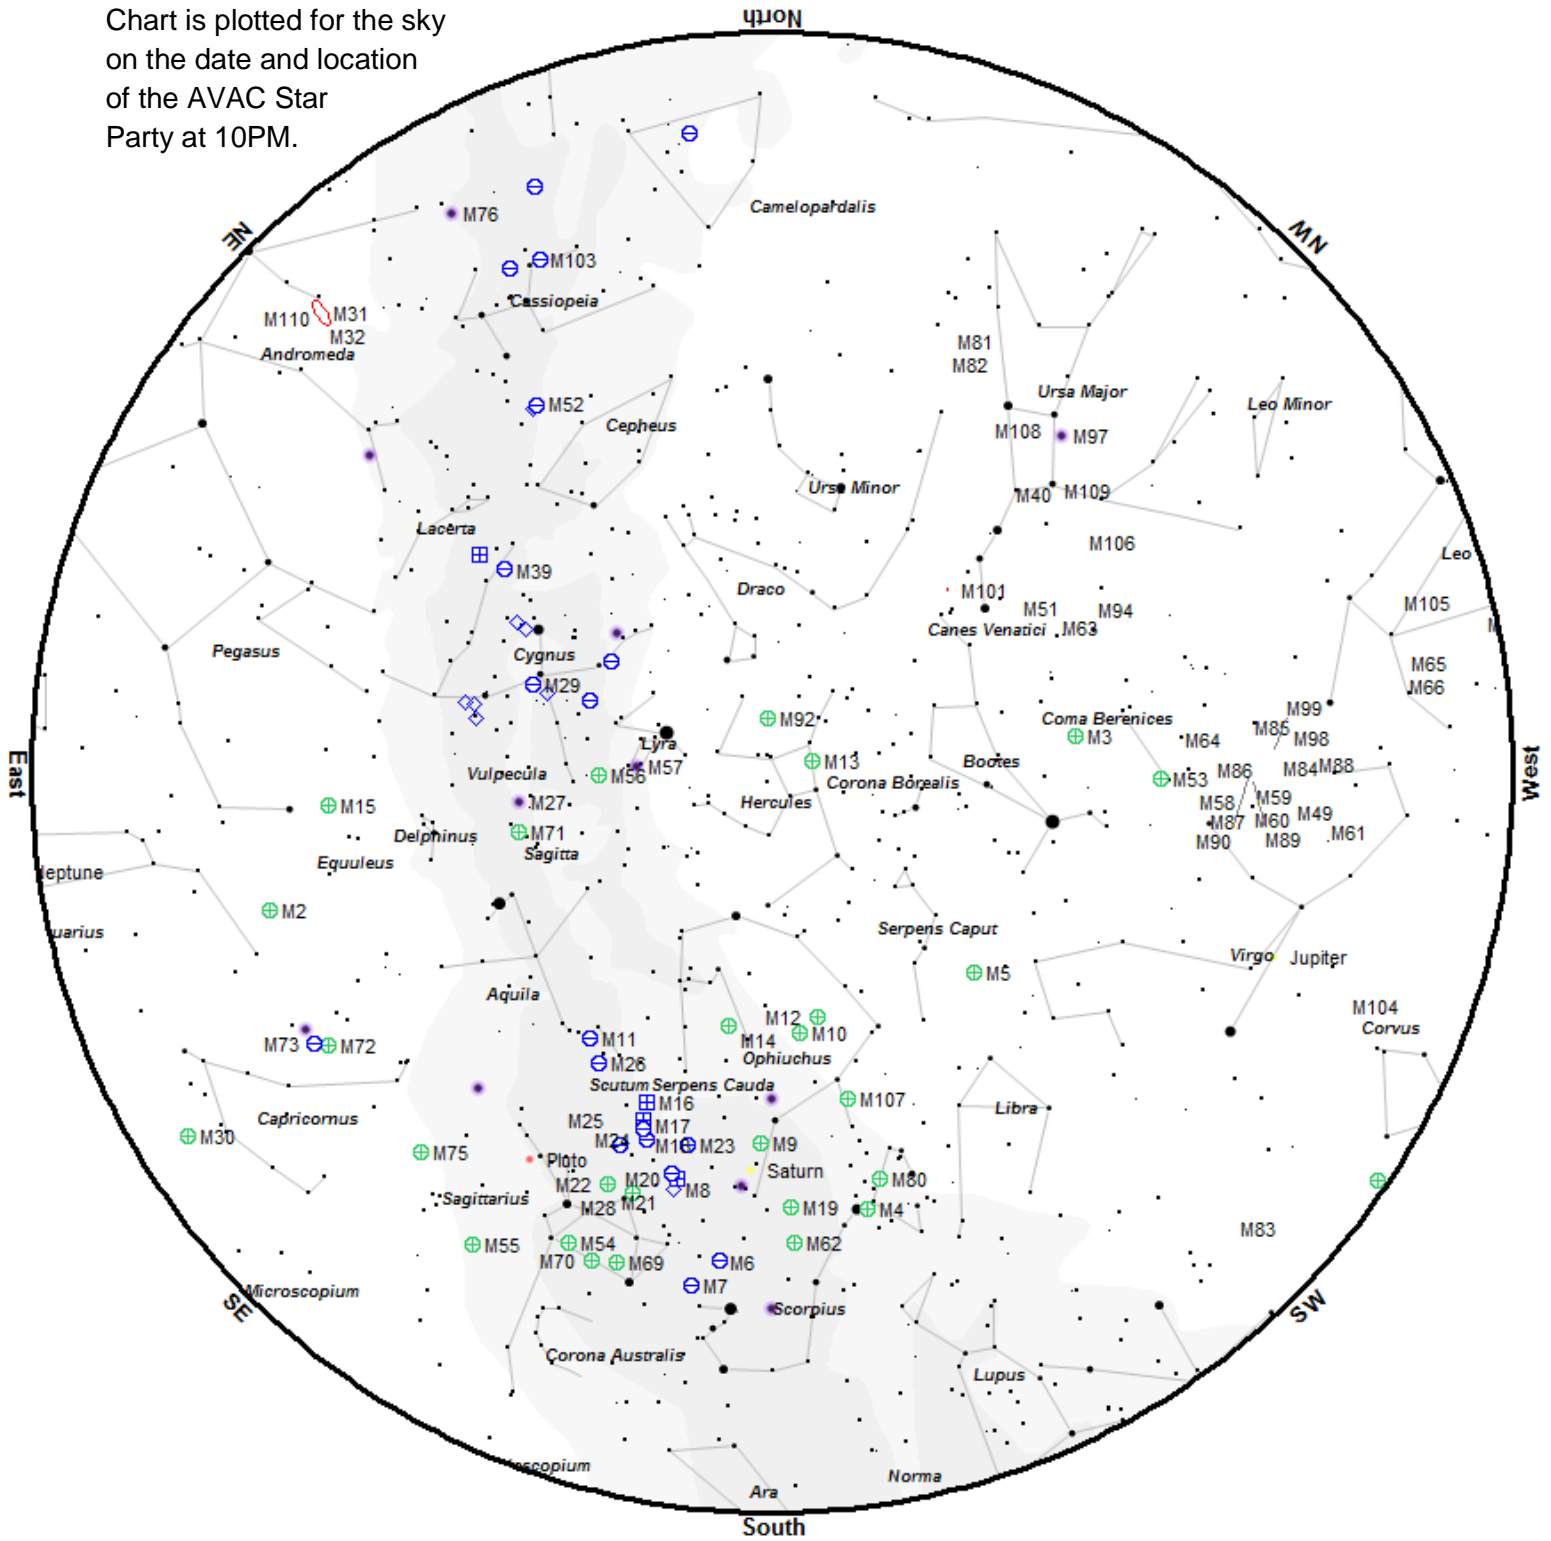 Chart is plotted for the sky
on the date and location
of the AVAC Star
Party at 10PM.
North
NE
NW
Camelopardalis
M76
M103
Cassiopeia
M110
M31
M32
Andromeda
M81
M82
Ursa Major
Leo Minor
M52
Cepheus
M108
M97
Ursa Minor
M40
M109
Lacerta
M106
Leo
M39
Draco
M101
M51
M94
M105
Canes Venatici
M63
Pegasus
Cygnus
M65
M66
M29
M92
Coma Berenices
M3
M99
M85
M98
M64
Lyra
M57
M56
Vulpecula
M13
Bootes
Corona Borealis
M53
M86
M84
M88
East
West
M15
M27
Hercules
M58
M59
M49
M87
M60
M61
M90
M89
Delphinus
M71
Sagitta
Equuleus
leptune
M2
uarius
Serpens Caput
M5
Virgo
Jupiter
Aquila
M104
Corvus
M12
M10
M14
Ophiuchus
M73
M72
M11
M26
Scutum
Serpens Cauda
M16
M107
Libra
Capricornus
M25
M17
M24
M18
M23
M9
M30
M75
Pluto
Saturn
M22
M20
M8
M80
Sagittarius
M28
M21
M19
M4
M83
M55
M54
M62
M70
M69
M6
M7
Microscopium
SE
Scorpius
SW
Corona Australis
Lupus
scopium
Norma
Ara
South